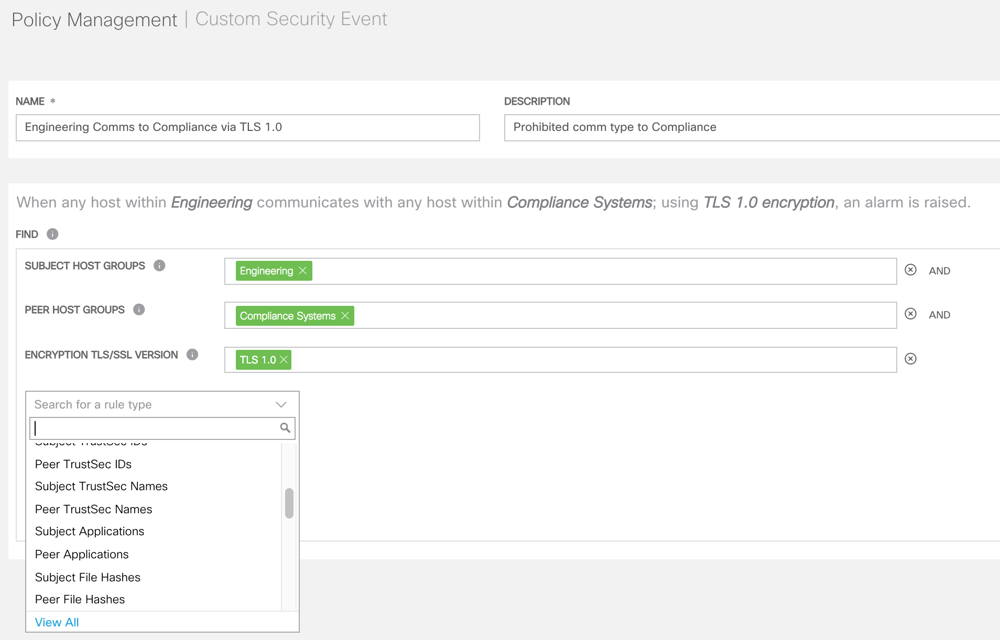 Policy Management | Custom Security Event
NAME * DESCRIPTION
Engineering Comms to Compliance via TLS 1.0 Prohibited comm type to Compliance
When any host within Engineering communicates with any host within Compliance Systems; using TLS 1.0 encryption, an alarm is raised.
FIND
SUBJECT HOST GROUPS Engineering AND
PEER HOST GROUPS Compliance Systems AND
ENCRYPTION TLS/SSL VERSION TLS 1.0
Search for a rule type
Subject TrustSec IDs
Peer TrustSec IDs
Subject TrustSec Names
Peer TrustSec Names
Subject Applications
Peer Applications
Subject File Hashes
Peer File Hashes
View All